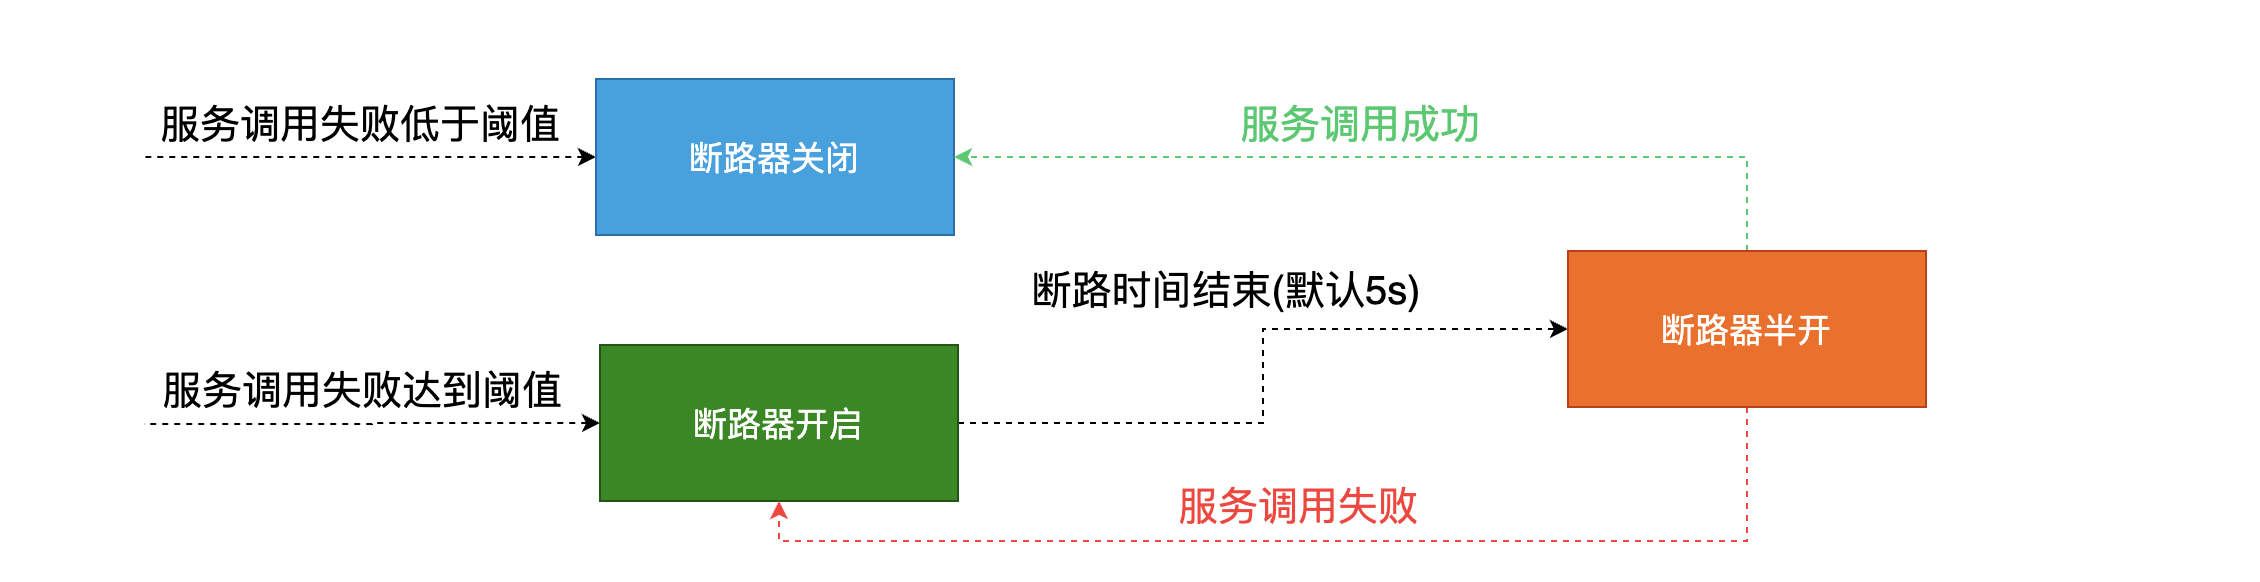 服务调用失败低于阈值
断路器关闭
服务调用成功
断路时间结束(默认5s)
断路器半开
服务调用失败达到阈值
断路器开启
服务调用失败